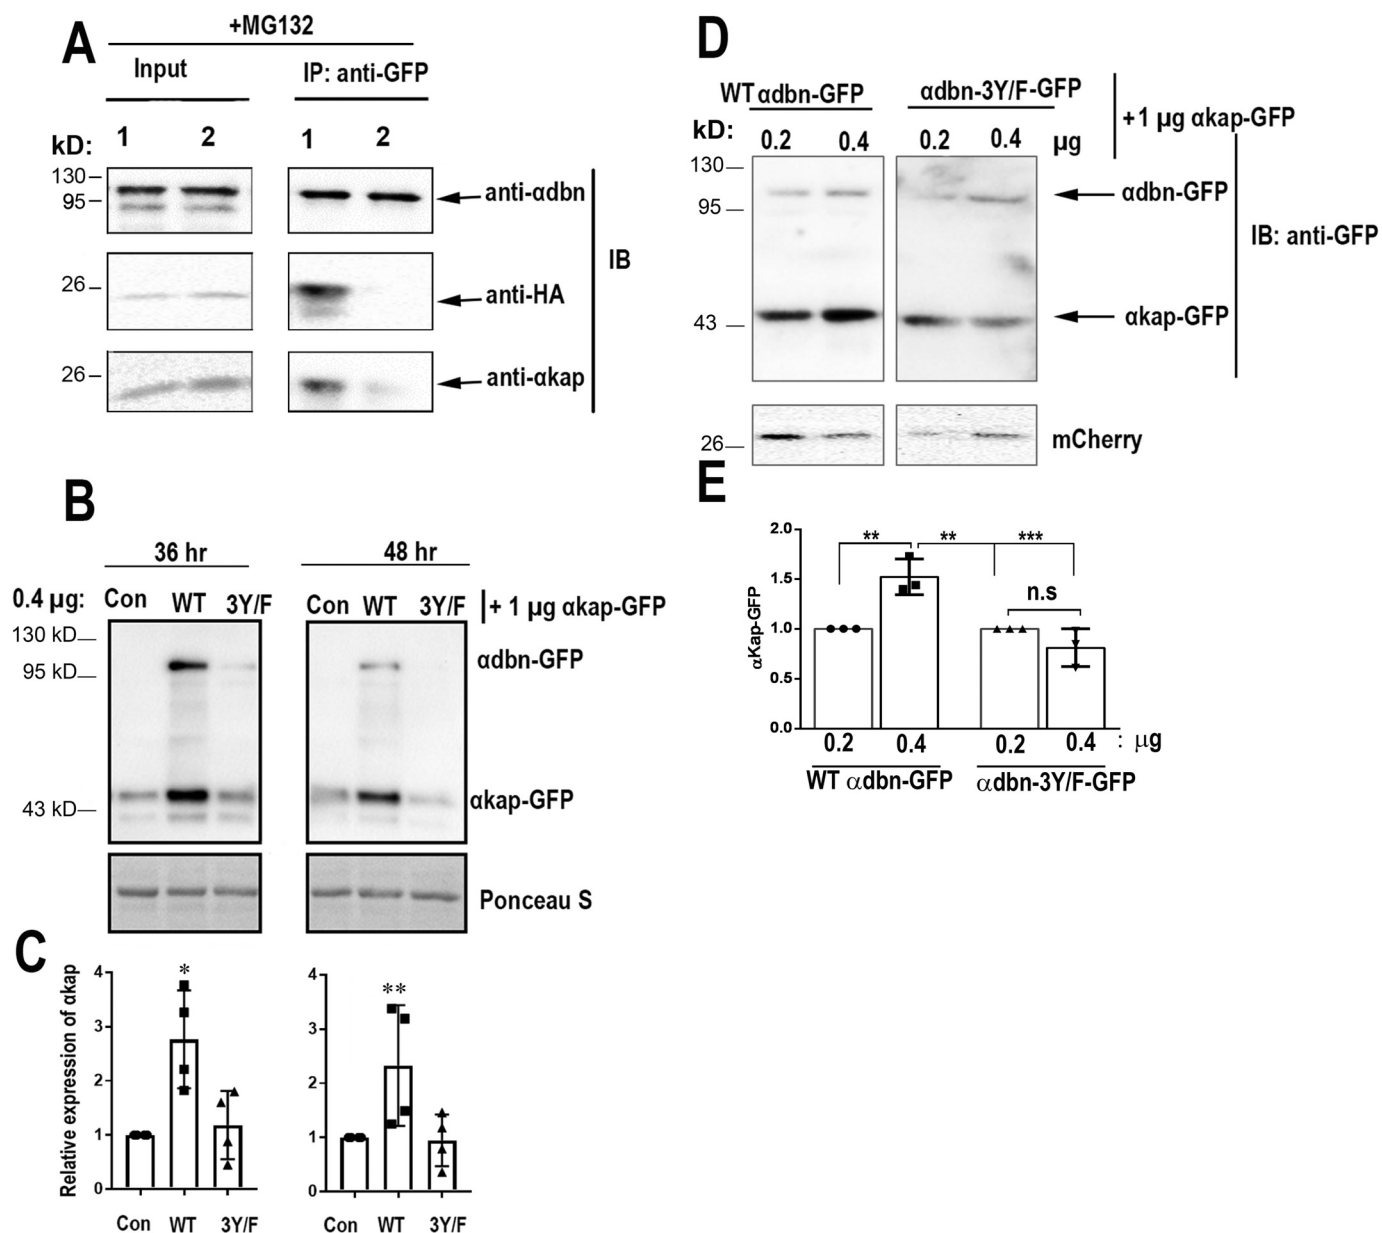 A
+MG132
Input
IP: anti-GFP
kD:
1 2 1 2
130
95
anti-αdbn
26
anti-HA
26
anti-αkap
IB
B
36 hr
48 hr
0.4 µg: Con WT 3Y/F Con WT 3Y/F + 1 µg αkap-GFP
130 kD
95 kD
αdbn-GFP
43 kD
αkap-GFP
Ponceau S
C
Relative expression of αkap
4
3
2
1
0
*
Con WT 3Y/F
4
3
2
1
0
**
Con WT 3Y/F
D
WT αdbn-GFP
αdbn-3Y/F-GFP
+1 µg αkap-GFP
kD:
0.2 0.4 0.2 0.4 µg
130
95
αdbn-GFP
IB: anti-GFP
43
αkap-GFP
26
mCherry
E
αKap-GFP
2.0
1.5
1.0
0.5
0.0
** ** ***
n.s
0.2 0.4 0.2 0.4 : µg
WT αdbn-GFP
αdbn-3Y/F-GFP